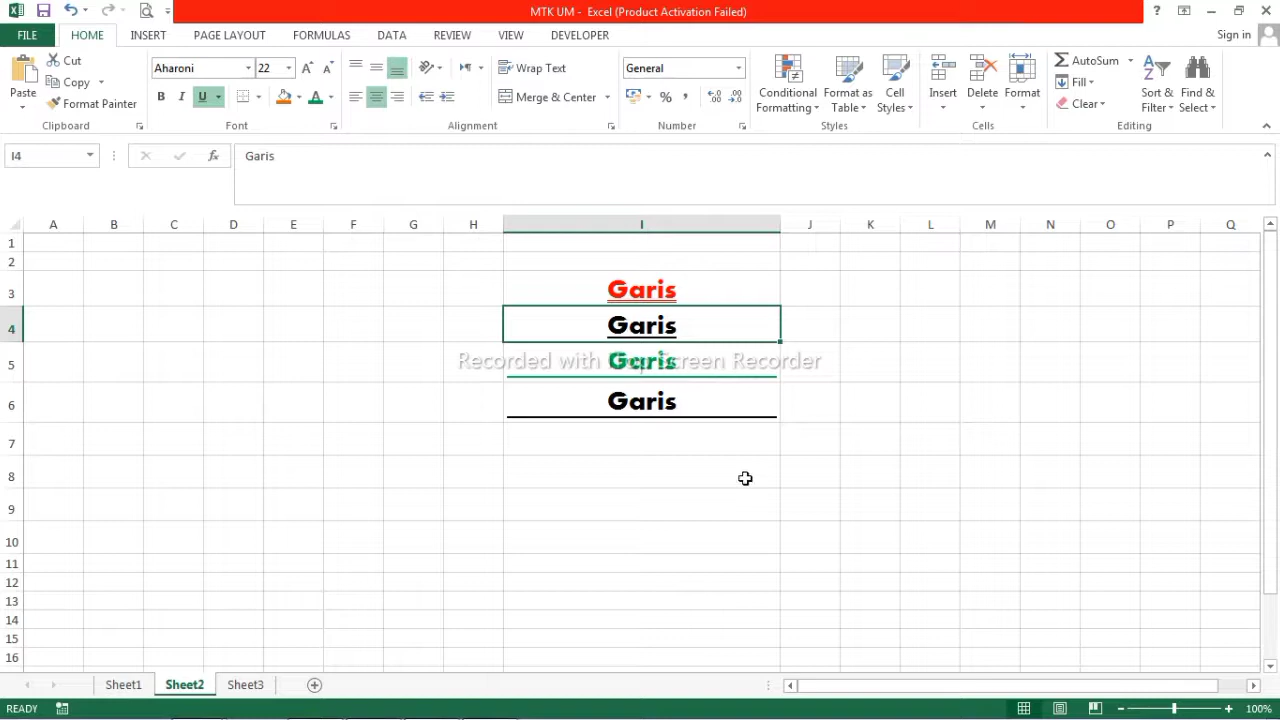 MTK UM - Excel (Product Activation Failed)
FILE HOME INSERT PAGE LAYOUT FORMULAS DATA REVIEW VIEW DEVELOPER Sign in
Paste
Cut
Copy
Format Painter
Clipboard
Aharoni 22
B I U
Font
Wrap Text
Merge & Center
Alignment
General
Number
Conditional Formatting
Format as Table
Cell Styles
Styles
Insert
Delete
Format
Cells
AutoSum
Fill
Clear
Sort & Filter
Find & Select
Editing
I4 fx Garis
A B C D E F G H I J K L M N O P Q
1
2
3 Garis
4 Garis
5 Garis
Recorded with Screen Recorder
6 Garis
7
8
9
10
11
12
13
14
15
16
Sheet1 Sheet2 Sheet3
READY 100%